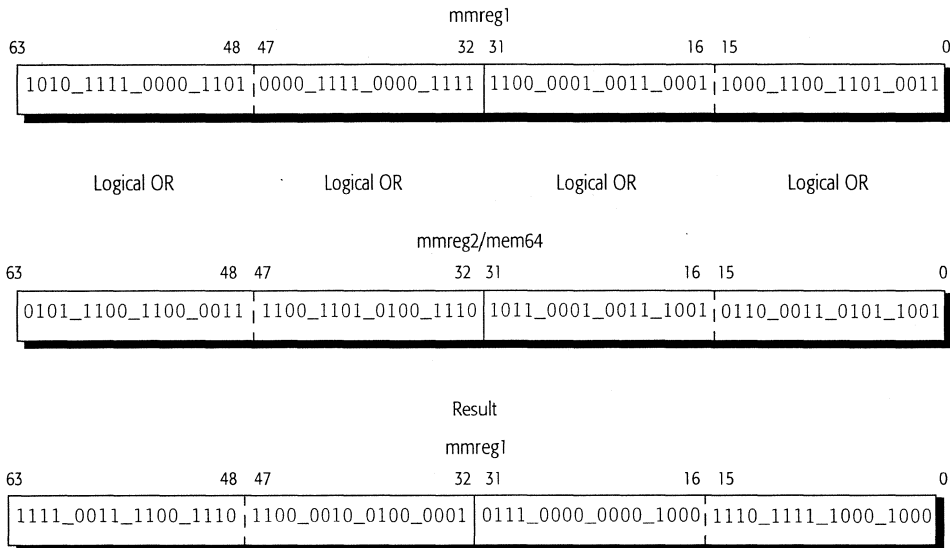 mmreg1
63 48 47 32 31 16 15 0
1010_1111_0000_1101 0000_1111_0000_1111 1100_0001_0011_0001 1000_1100_1101_0011
Logical OR Logical OR Logical OR Logical OR
mmreg2/mem64
63 48 47 32 31 16 15 0
0101_1100_1100_0011 1100_1101_0100_1110 1011_0001_0011_1001 0110_0011_0101_1001
Result
mmreg1
63 48 47 32 31 16 15 0
1111_0011_1100_1110 1100_0010_0100_0001 0111_0000_0000_1000 1110_1111_1000_1000